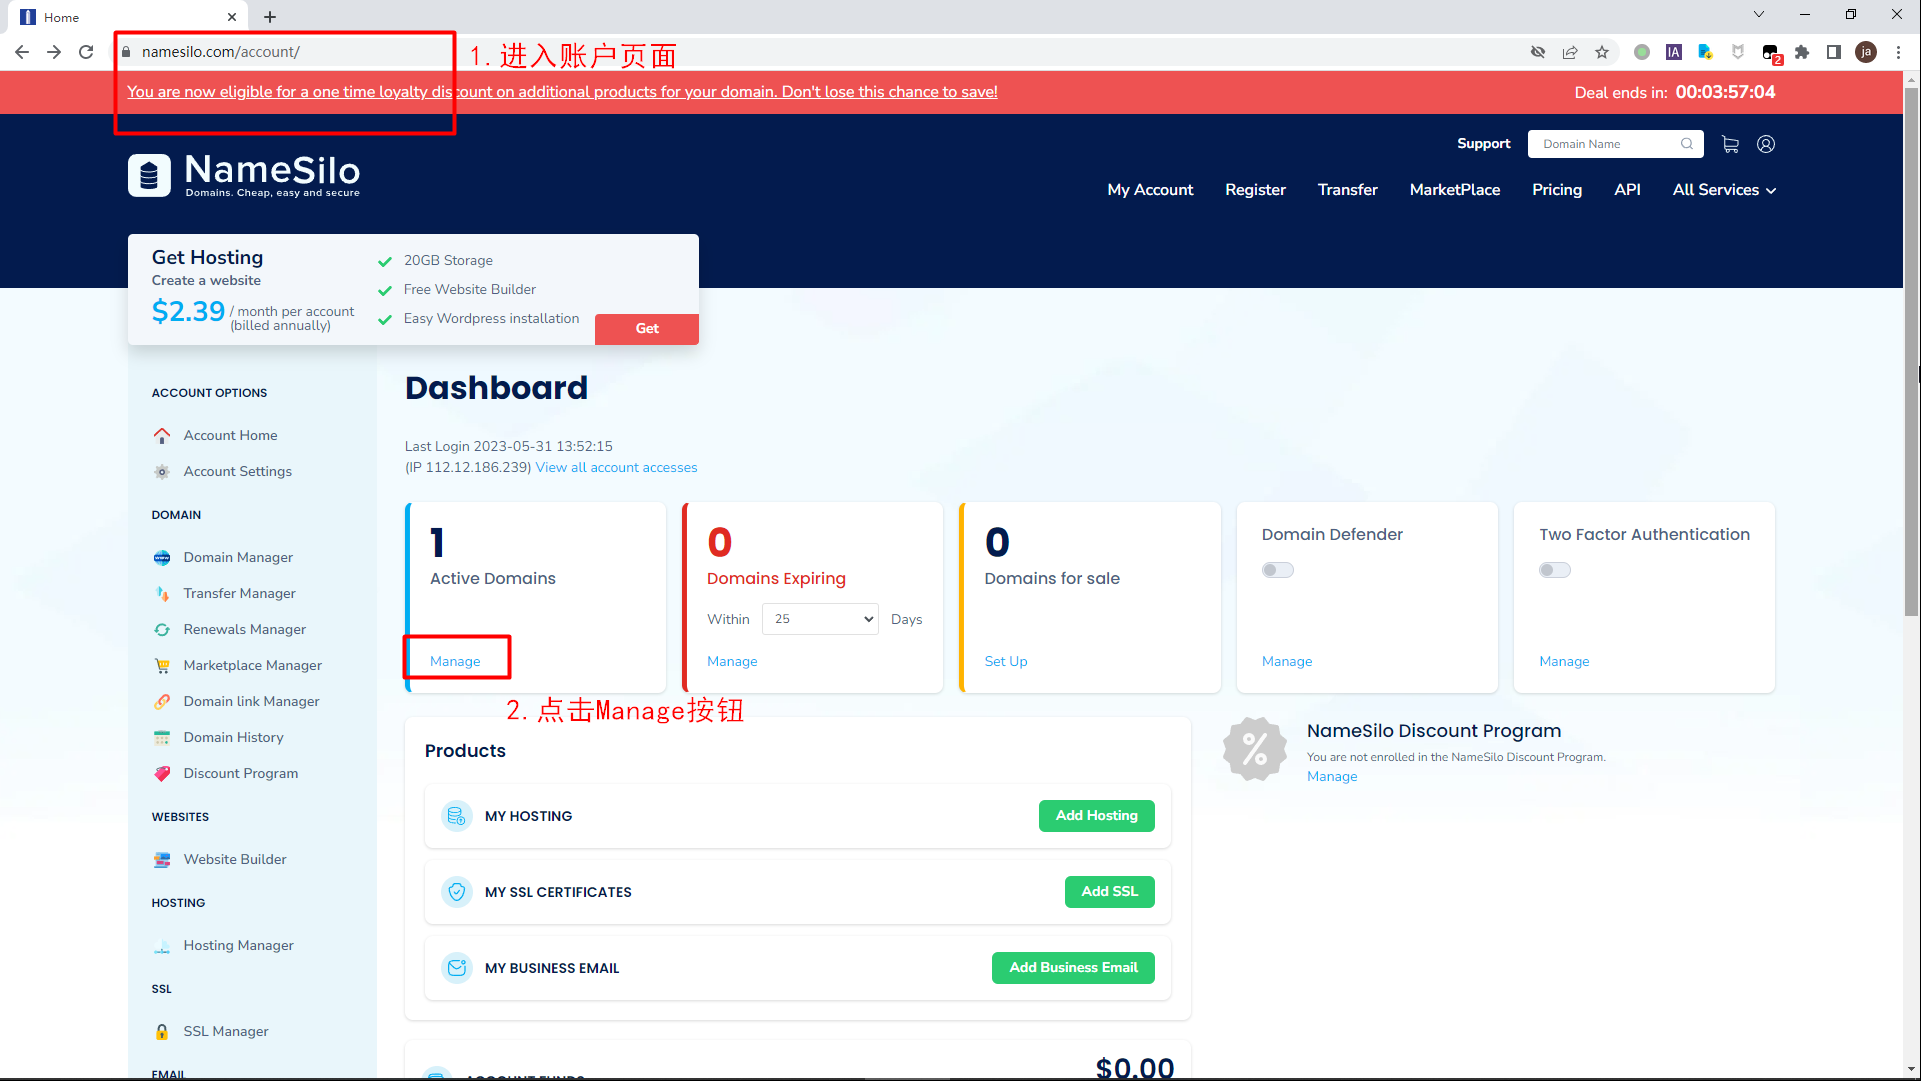 Home
namesilo.com/account/
1.进入账户页面
IA
2
ja
You are now eligible for a one time loyalty discount on additional products for your domain. Don't lose this chance to save!
Deal ends in: 00:03:57:04
Support
Domain Name
NameSilo
Domains. Cheap, easy and secure
My Account
Register
Transfer
MarketPlace
Pricing
API
All Services
Get Hosting
Create a website
$2.39 / month per account
(billed annually)
20GB Storage
Free Website Builder
Easy Wordpress installation
Get
ACCOUNT OPTIONS
Account Home
Account Settings
DOMAIN
Domain Manager
Transfer Manager
Renewals Manager
Marketplace Manager
Domain link Manager
Domain History
Discount Program
WEBSITES
Website Builder
HOSTING
Hosting Manager
SSL
SSL Manager
EMAIL
Dashboard
Last Login 2023-05-31 13:52:15
(IP 112.12.186.239) View all account accesses
1
Active Domains
Manage
0
Domains Expiring
Within 25 Days
Manage
0
Domains for sale
Set Up
Domain Defender
Manage
Two Factor Authentication
Manage
2.点击Manage按钮
Products
MY HOSTING
Add Hosting
MY SSL CERTIFICATES
Add SSL
MY BUSINESS EMAIL
Add Business Email
NameSilo Discount Program
You are not enrolled in the NameSilo Discount Program.
Manage
ACCOUNT FUNDS
$0.00